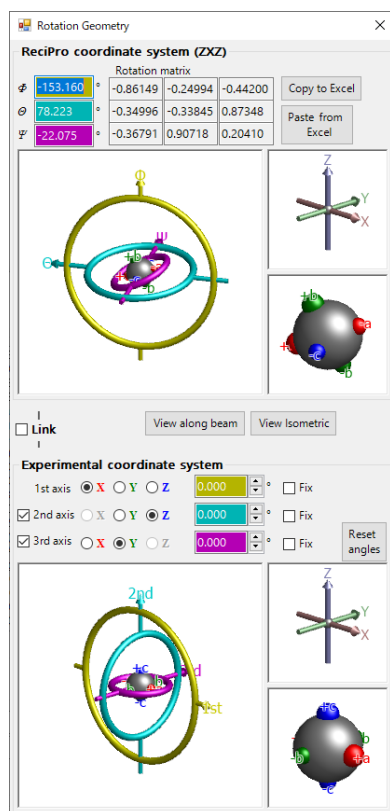 Rotation Geometry
ReciPro coordinate system (ZXZ)
Rotation matrix
Φ -153.160 ° -0.86149 -0.24994 -0.44200 Copy to Excel
Θ 78.223 ° -0.34996 -0.33845 0.87348 Paste from Excel
Ψ -22.075 ° -0.36791 0.90718 0.20410
Φ
Z
Y
X
Ψ
Θ
+b
-c
-b
+b
a
-c
-b
Link
View along beam View Isometric
Experimental coordinate system
1st axis X Y Z 0.000 ° Fix
2nd axis X Y Z 0.000 ° Fix
3rd axis X Y Z 0.000 ° Fix
Reset angles
2nd
Z
Y
X
+c
b
-c
1st
+c
b
b
+a
-c